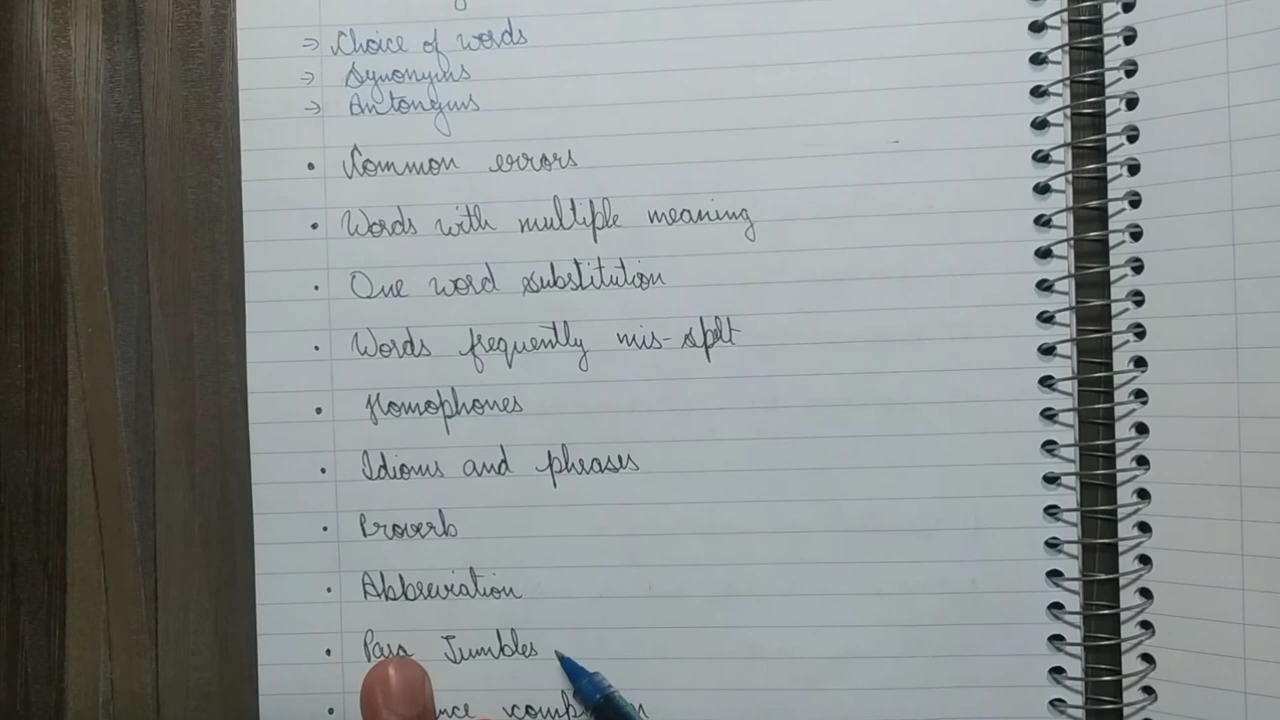 ⇒ Choice of words
⇒ Synonyms
⇒ Antonyms
• Common errors
• Words with multiple meaning
• One word substitution
• Words frequently mis-spelt
• Homophones
• Idioms and phrases
• Proverb
• Abbreviation
• Jumbles